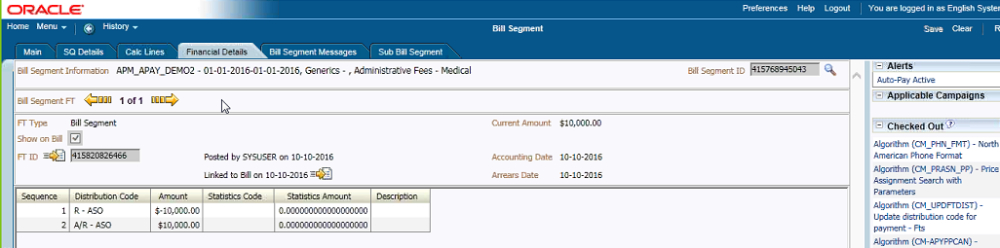 ORACLE
Preferences Help Logout You are logged in as English System
Home Menu History Bill Segment Save Clear
Main SQ Details Calc Lines Financial Details Bill Segment Messages Sub Bill Segment
Bill Segment Information APM_APAY_DEMO2 - 01-01-2016-01-01-2016, Generics - , Administrative Fees - Medical Bill Segment ID 415768945043
Bill Segment FT 1 of 1
FT Type Bill Segment Current Amount $10,000.00
Show on Bill
FT ID 415820826466 Posted by SYSUSER on 10-10-2016 Accounting Date 10-10-2016
Linked to Bill on 10-10-2016 Arrears Date 10-10-2016
Sequence Distribution Code Amount Statistics Code Statistics Amount Description
1 R - ASO $-10,000.00 0.000000000000000000
2 A/R - ASO $10,000.00 0.000000000000000000
Alerts
Auto-Pay Active
Applicable Campaigns
Checked Out ?
Algorithm (CM_PHN_FMT) - North
American Phone Format
Algorithm (CM_PRASN_PP) - Price
Assignment Search with
Parameters
Algorithm (CM_UPDFTDIST) -
Update distribution code for
payment - Fts
Algorithm (CM-APYPPCAN) -